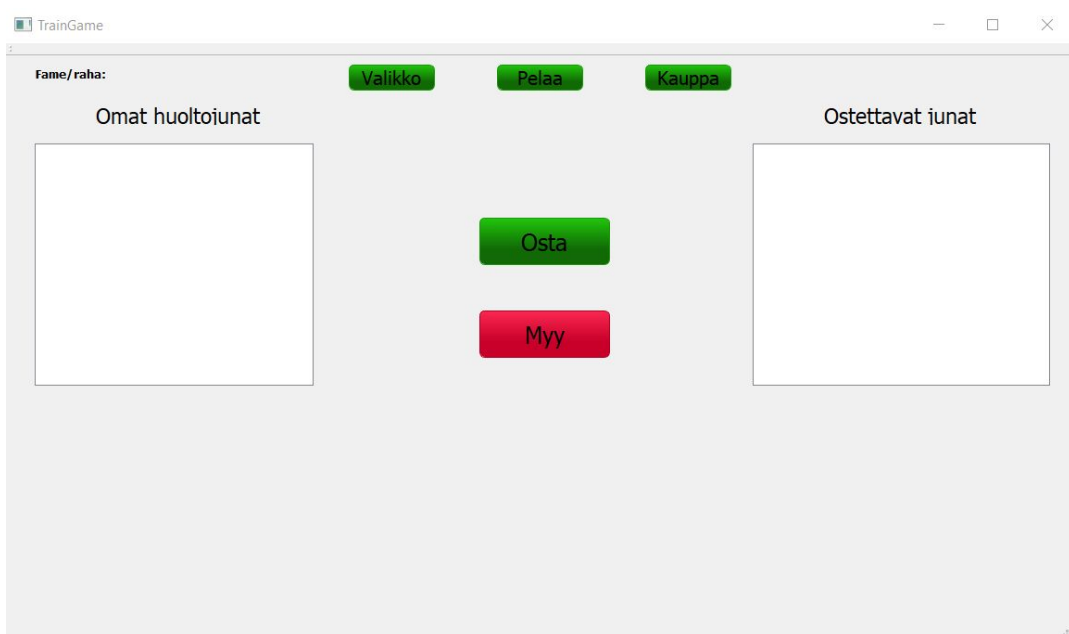 TrainGame
Fame/raha:
Valikko
Pelaa
Kauppa
Omat huoltojunat
Ostettavat junat
Osta
Myy